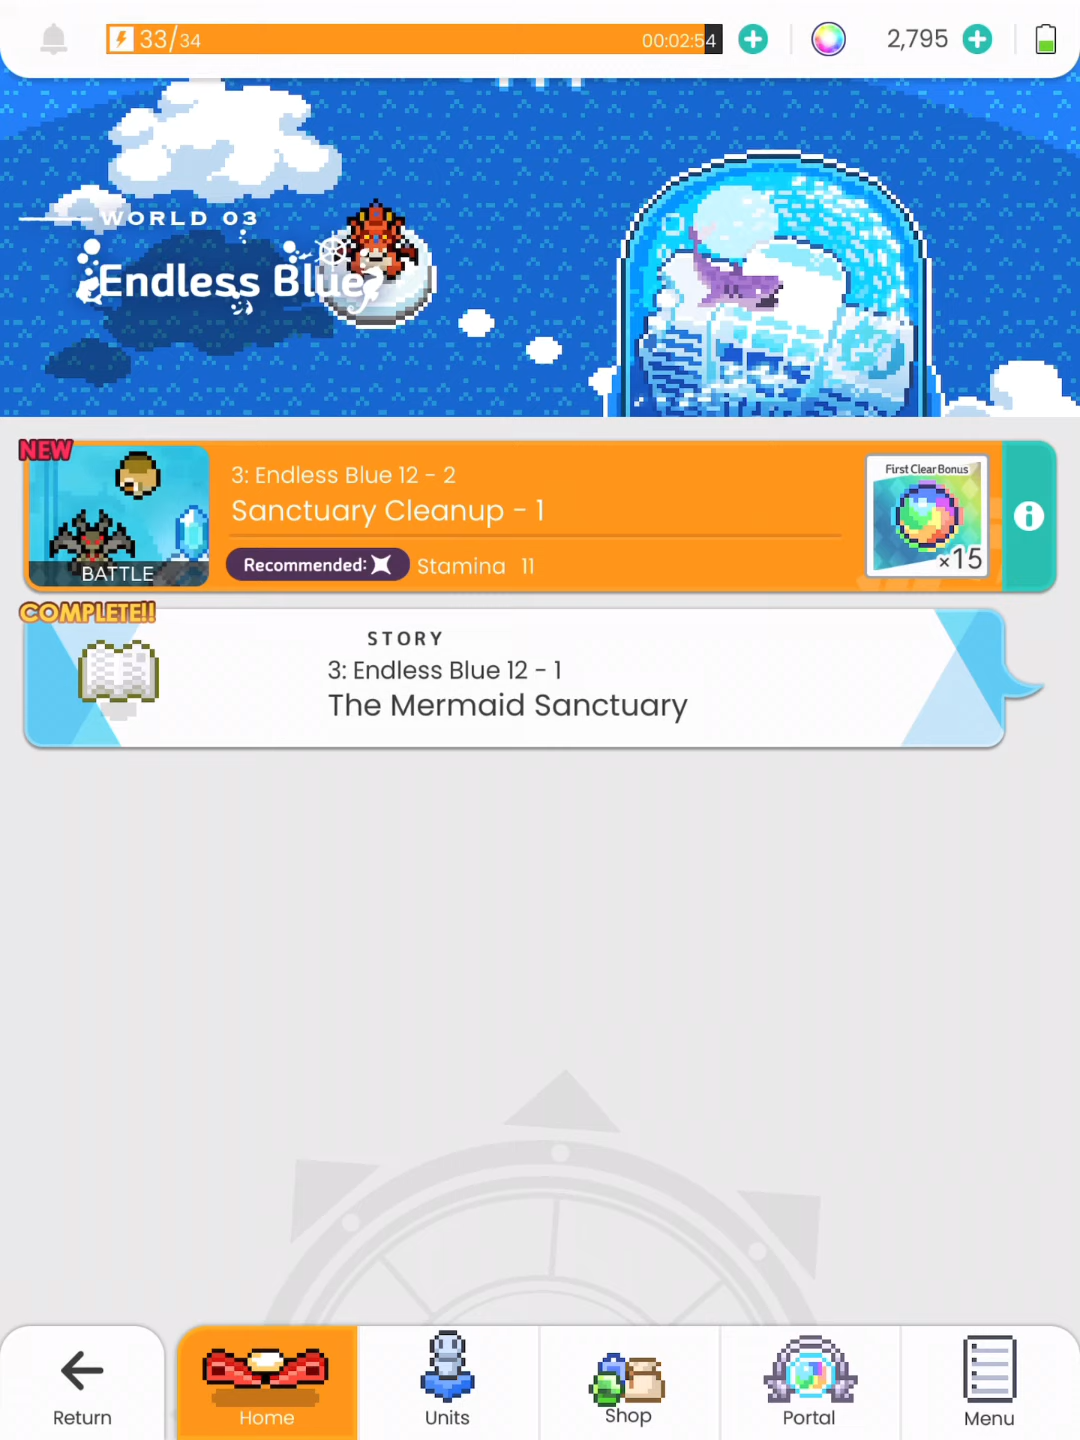 33/34
00:02:54
2,795
WORLD 03
Endless Blue
NEW
3: Endless Blue 12 - 2
Sanctuary Cleanup - 1
BATTLE
Recommended:
Stamina 11
First Clear Bonus
×15
COMPLETE!!
STORY
3: Endless Blue 12 - 1
The Mermaid Sanctuary
Return
Home
Units
Shop
Portal
Menu